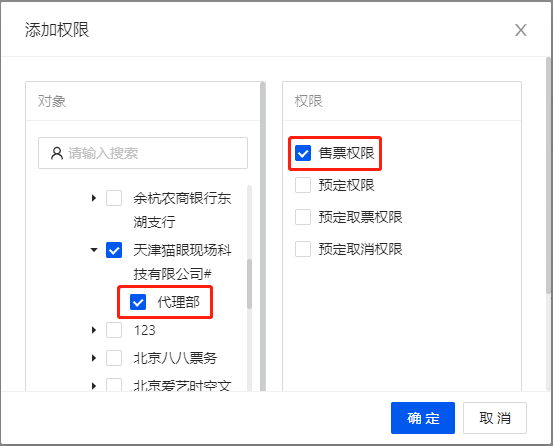 添加权限
对象
请输入搜索
余杭农商银行东
湖支行
天津猫眼现场科
技有限公司#
代理部
123
北京八八票务
北京爱艺时空文
权限
售票权限
预定权限
预定取票权限
预定取消权限
确 定
取 消